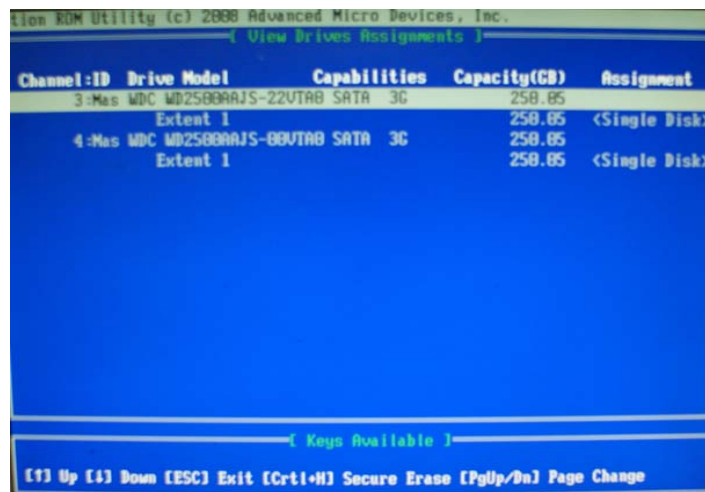 tion ROM Utility (c) 2008 Advanced Micro Devices, Inc.
[ View Drives Assignments ]
Channel:ID Drive Model Capabilities Capacity(GB) Assignment
3:Mas WDC WD2500AAJS-22VTA0 SATA 3G 250.05
Extent 1 250.05 <Single Disk>
4:Mas WDC WD2500AAJS-00VTA0 SATA 3G 250.05
Extent 1 250.05 <Single Disk>
[ Keys Available ]
[↑] Up [↓] Down [ESC] Exit [Crtl+H] Secure Erase [PgUp/Dn] Page Change